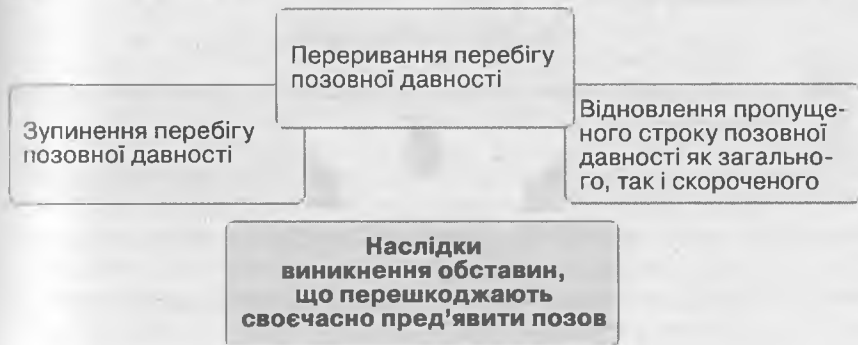 Переривання перебігу
позовної давності
Зупинення перебігу
позовної давності
Відновлення пропуще-
ного строку позовної
давності як загально-
го, так і скороченого
Наслідки
виникнення обставин,
що перешкоджають
своєчасно пред'явити позов